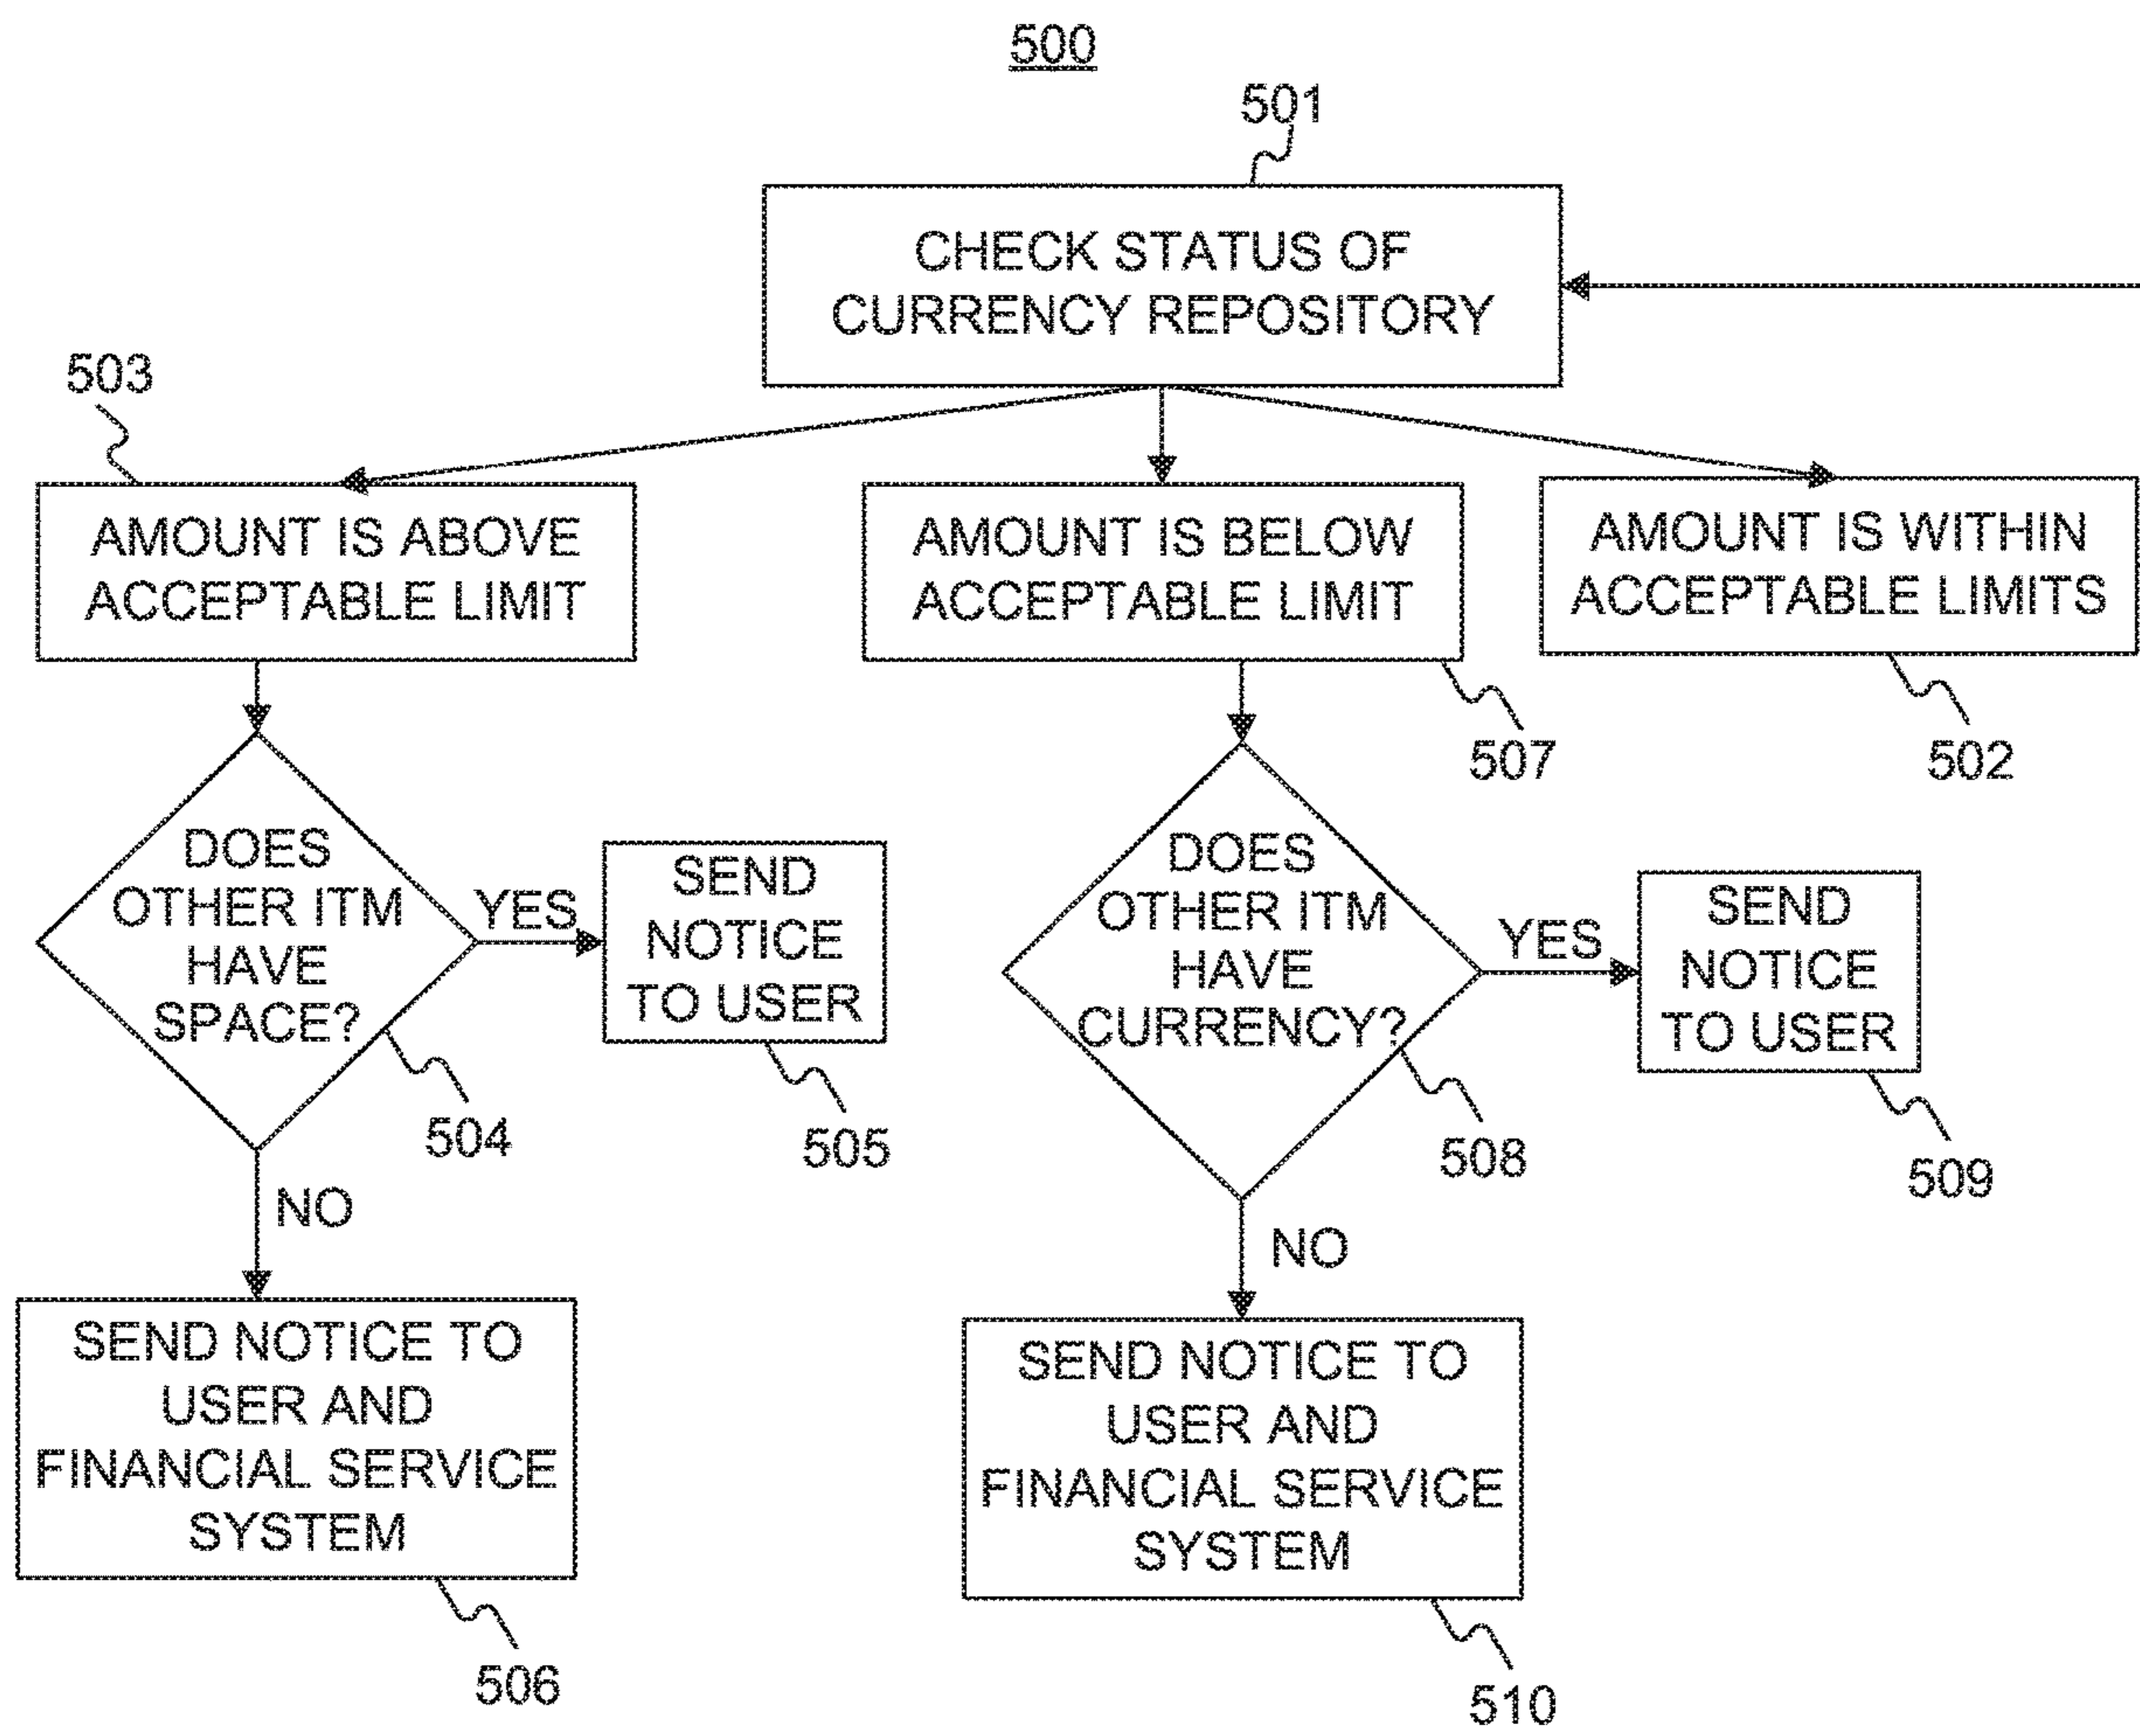 500
501
CHECK STATUS OF
CURRENCY REPOSITORY
503
AMOUNT IS ABOVE
ACCEPTABLE LIMIT
AMOUNT IS BELOW
ACCEPTABLE LIMIT
AMOUNT IS WITHIN
ACCEPTABLE LIMITS
507
502
DOES
OTHER ITM
HAVE
SPACE?
YES
SEND
NOTICE
TO USER
DOES
OTHER ITM
HAVE
CURRENCY?
YES
SEND
NOTICE
TO USER
504
505
508
509
NO
NO
SEND NOTICE TO
USER AND
FINANCIAL SERVICE
SYSTEM
SEND NOTICE TO
USER AND
FINANCIAL SERVICE
SYSTEM
506
510